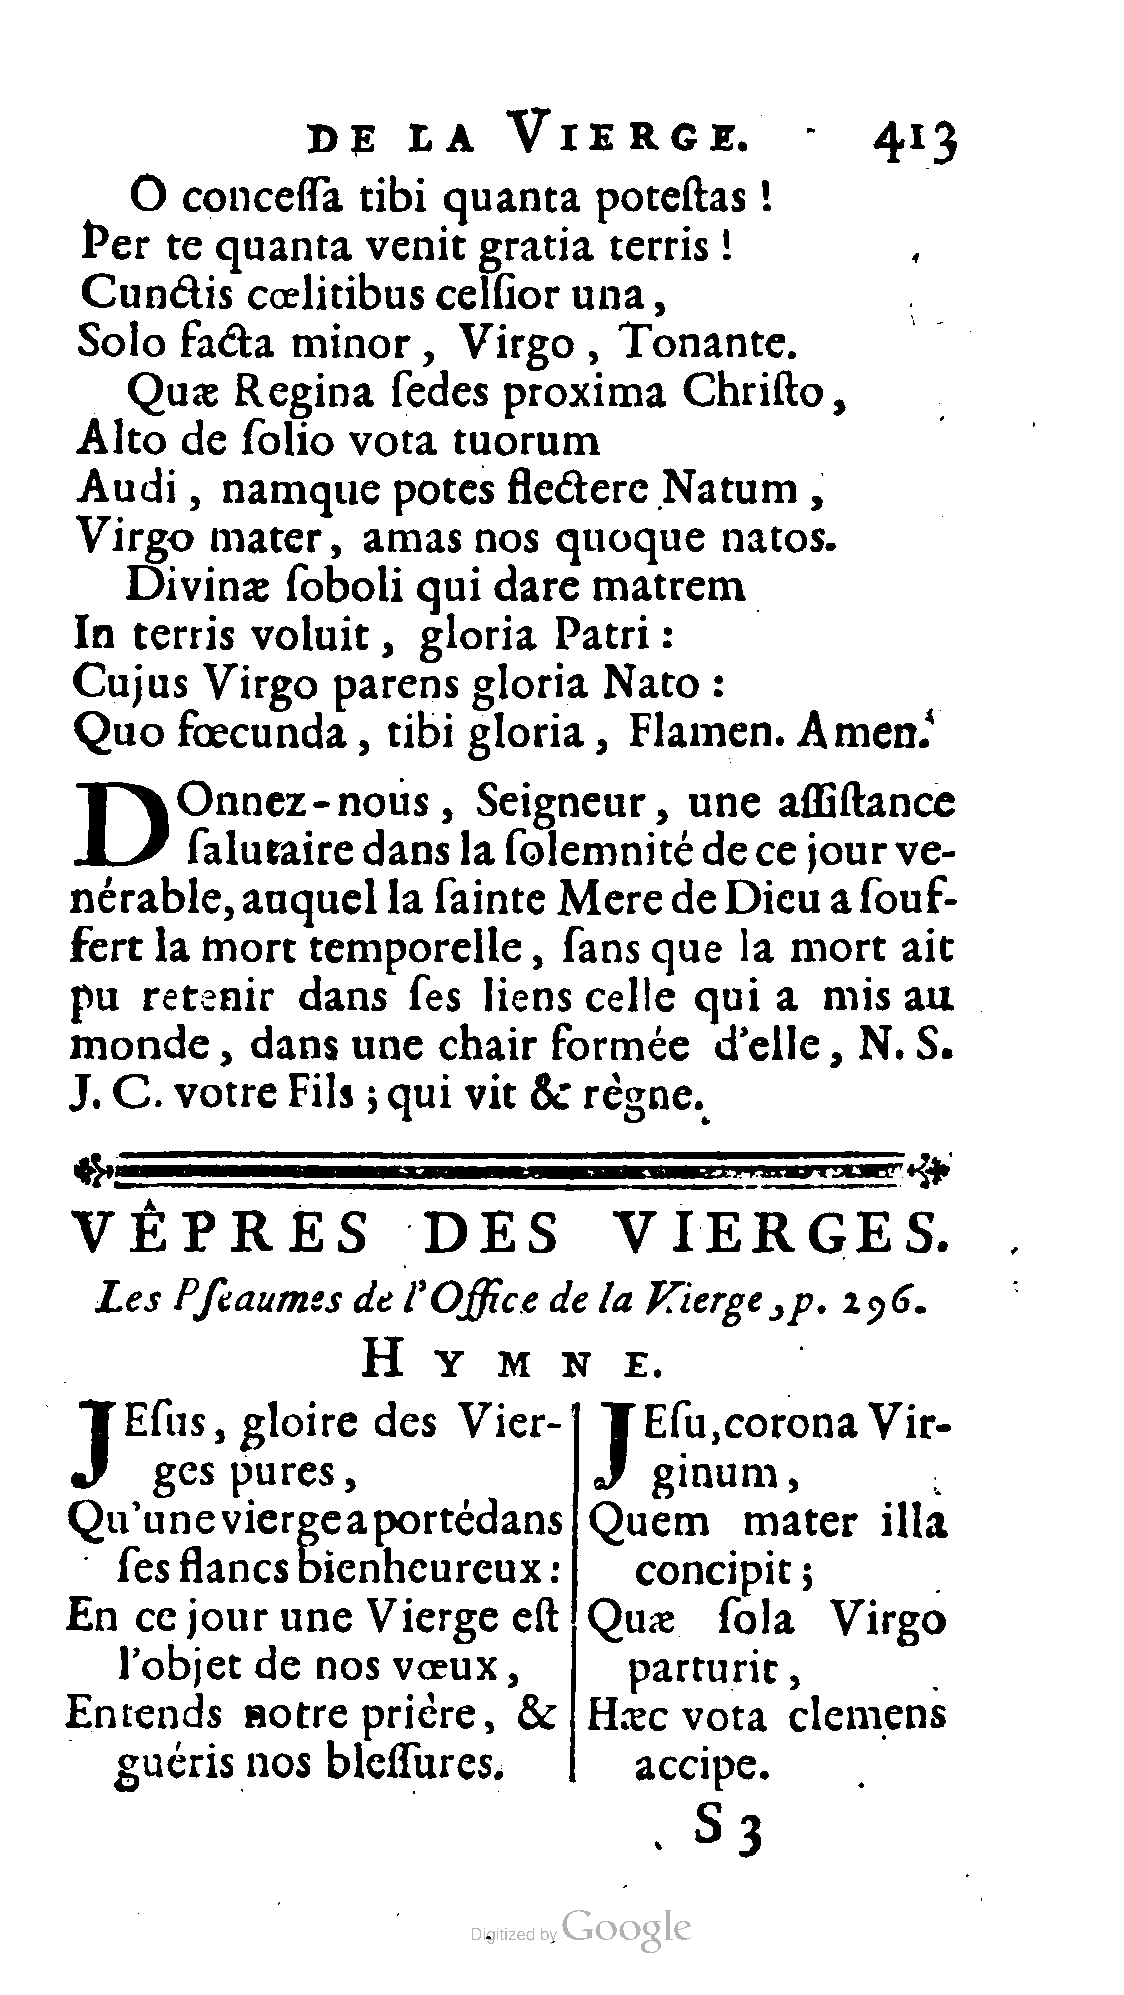 DE LA VIERGE. 413
O conceſſa tibi quanta poteſtas !
Per te quanta venit gratia terris !
Cunctis cœlitibus celſior una,
Solo facta minor, Virgo, Tonante.
Quæ Regina ſedes proxima Chriſto,
Alto de ſolio vota tuorum
Audi, namque potes flectere Natum,
Virgo mater, amas nos quoque natos.
Divinæ ſoboli qui dare matrem
In terris voluit, gloria Patri :
Cujus Virgo parens gloria Nato :
Quo fœcunda, tibi gloria, Flamen. Amen.
DOnnez-nous, Seigneur, une aſſiſtance
ſalutaire dans la ſolemnité de ce jour ve-
nérable, auquel la ſainte Mere de Dieu a ſouf-
fert la mort temporelle, ſans que la mort ait
pu retenir dans ſes liens celle qui a mis au
monde, dans une chair formée d'elle, N. S.
J. C. votre Fils ; qui vit & règne.
VÊPRES DES VIERGES.
Les Pſeaumes de l'Office de la Vierge, p. 296.
HYMNE.
JEſus, gloire des Vier-
ges pures,
Qu'une vierge a porté dans
ſes flancs bienheureux :
En ce jour une Vierge eſt
l'objet de nos vœux,
Entends notre prière, &
guéris nos bleſſures.
JEſu, corona Vir-
ginum,
Quem mater illa
concipit ;
Quæ ſola Virgo
parturit,
Hæc vota clemens
accipe.
S 3
Digitized by Google